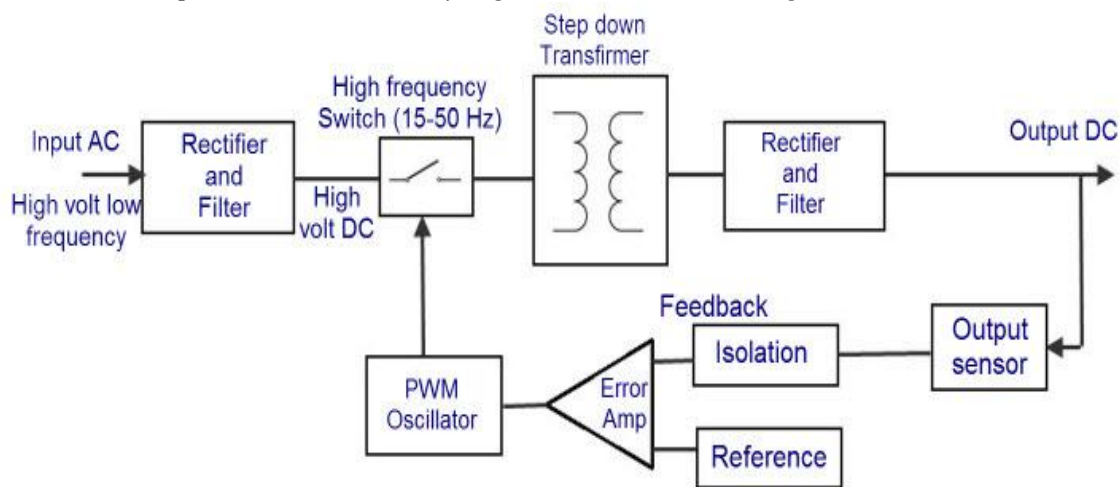 Step down
Transfirmer
High frequency
Switch (15-50 Hz)
Input AC
High volt low
frequency
Rectifier
and
Filter
High
volt DC
Rectifier
and
Filter
Output DC
Feedback
Isolation
Output
sensor
PWM
Oscillator
Error
Amp
Reference